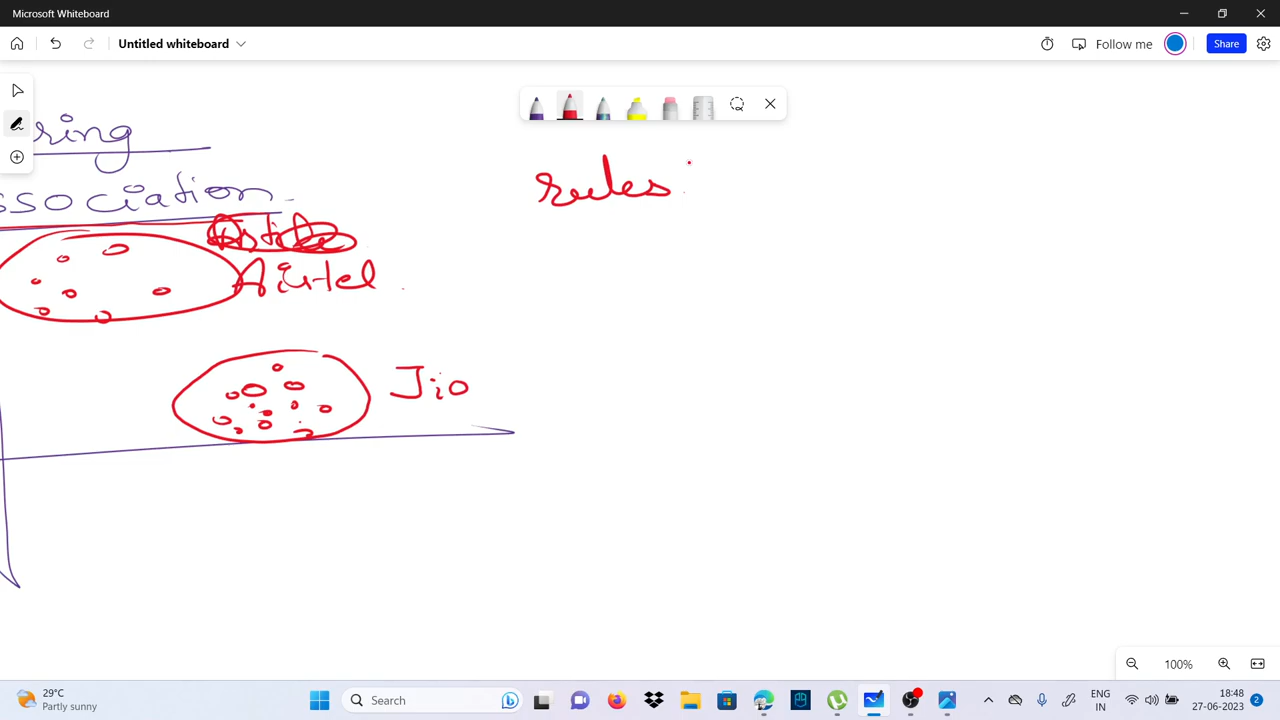 Microsoft Whiteboard
Untitled whiteboard
Follow me
Share
ring
ssociation
rules
Airtel
Jio
100%
29°C
Partly sunny
Search
ENG
IN
18:48
27-06-2023
2